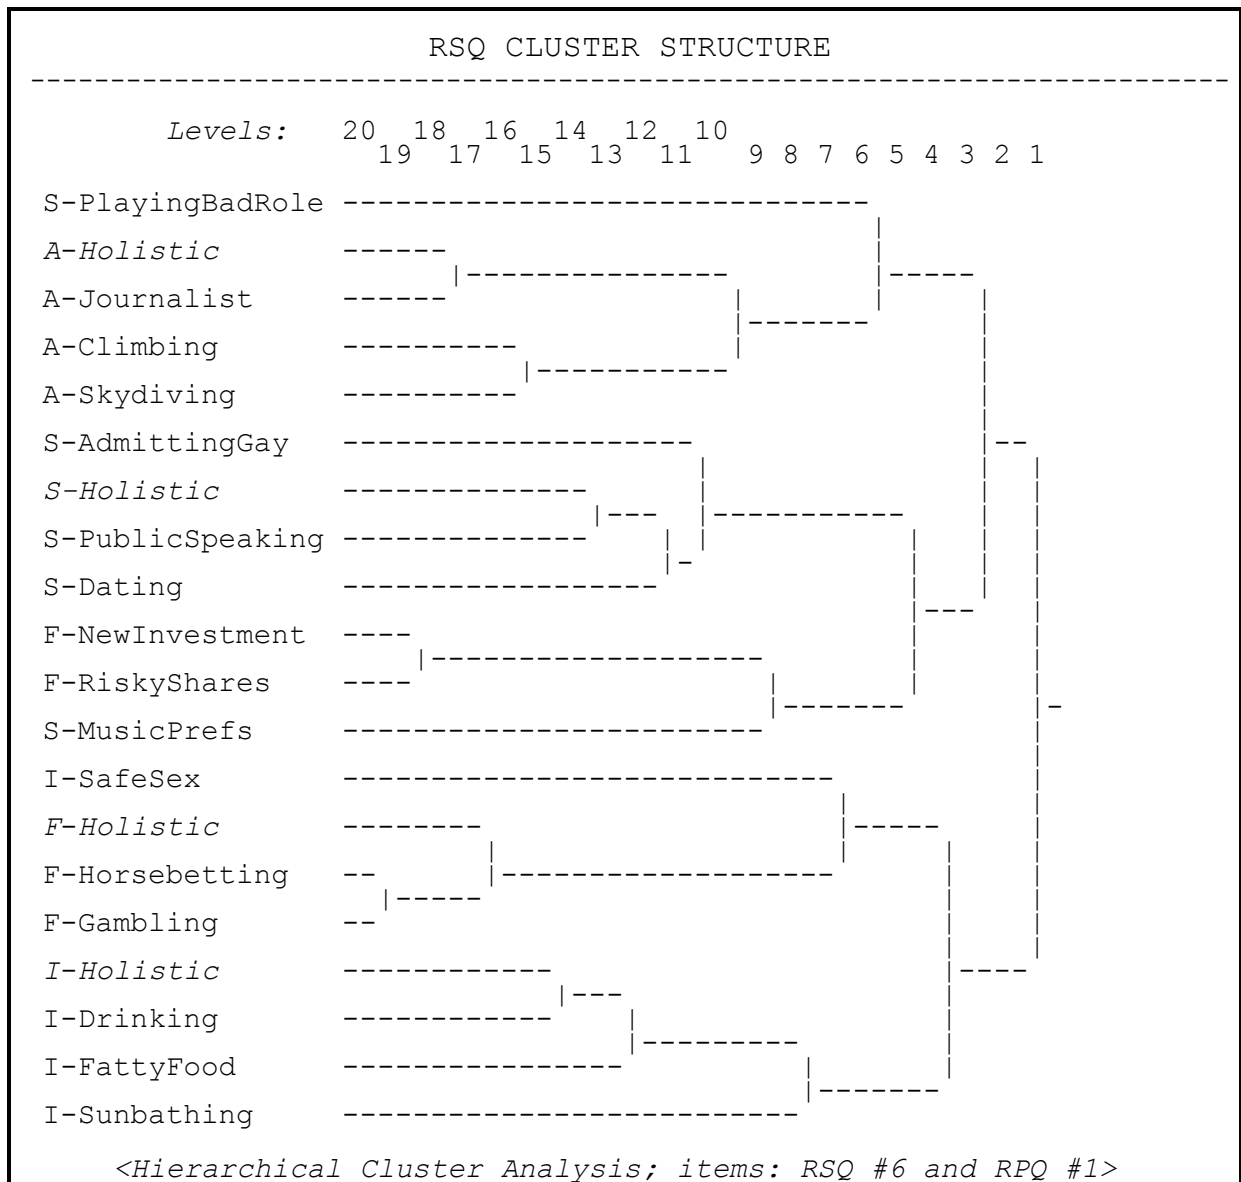 RSQ CLUSTER STRUCTURE
Levels: 20 18 16 14 12 10
19 17 15 13 11 9 8 7 6 5 4 3 2 1
S-PlayingBadRole
A-Holistic
A-Journalist
A-Climbing
A-Skydiving
S-AdmittingGay
S-Holistic
S-PublicSpeaking
S-Dating
F-NewInvestment
F-RiskyShares
S-MusicPrefs
I-SafeSex
F-Holistic
F-Horsebetting
F-Gambling
I-Holistic
I-Drinking
I-FattyFood
I-Sunbathing
<Hierarchical Cluster Analysis; items: RSQ #6 and RPQ #1>